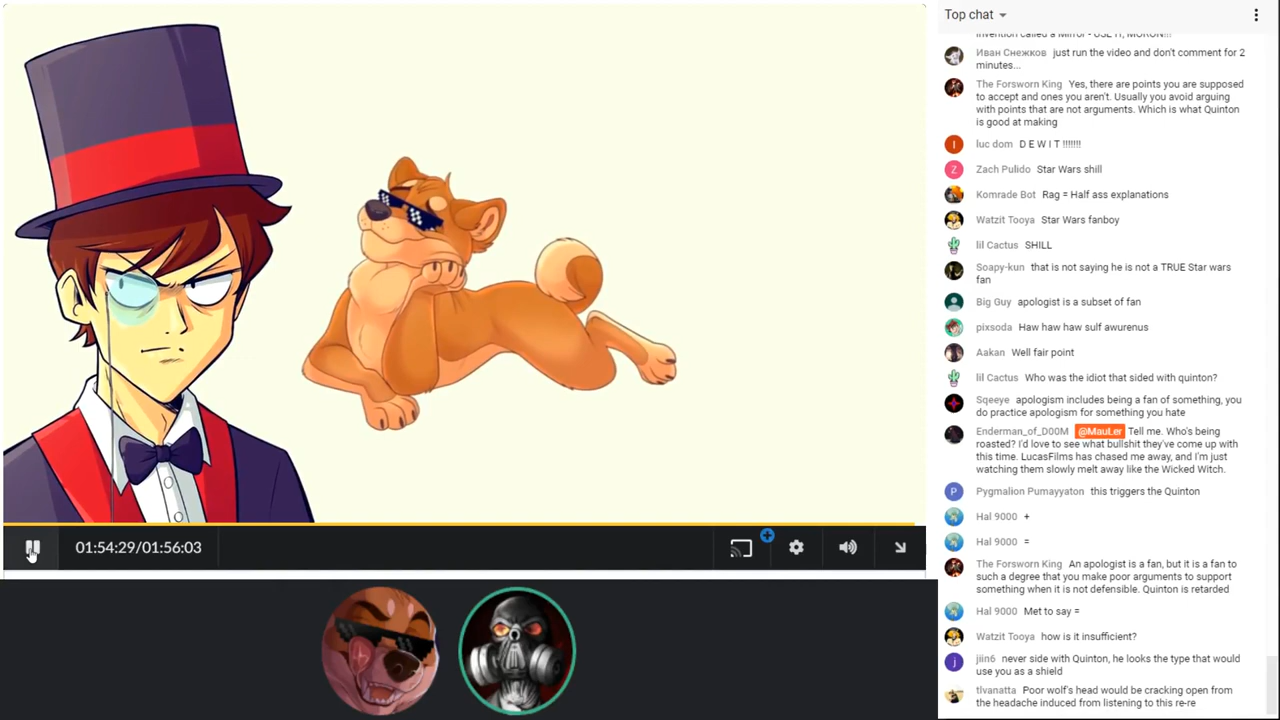 Top chat
invention called a Mirror - USE IT, MORON!!!
Иван Снежков just run the video and don't comment for 2
minutes...
The Forsworn King Yes, there are points you are supposed
to accept and ones you aren't. Usually you avoid arguing
with points that are not arguments. Which is what Quinton
is good at making
luc dom D E W I T !!!!!!!
Zach Pulido Star Wars shill
Komrade Bot Rag = Half ass explanations
Watzit Tooya Star Wars fanboy
lil Cactus SHILL
Soapy-kun that is not saying he is not a TRUE Star wars
fan
Big Guy apologist is a subset of fan
pixsoda Haw haw haw sulf awurenus
Aakan Well fair point
lil Cactus Who was the idiot that sided with quinton?
Sqeeye apologism includes being a fan of something, you
do practice apologism for something you hate
Enderman_of_D00M @MauLer Tell me. Who's being
roasted? I'd love to see what bullshit they've come up with
this time. LucasFilms has chased me away, and I'm just
watching them slowly melt away like the Wicked Witch.
P
Pygmalion Pumayyaton this triggers the Quinton
Hal 9000 +
Hal 9000 =
The Forsworn King An apologist is a fan, but it is a fan to
such a degree that you make poor arguments to support
something when it is not defensible. Quinton is retarded
Hal 9000 Met to say =
Watzit Tooya how is it insufficient?
j
jiin6 never side with Quinton, he looks the type that would
use you as a shield
tlvanatta Poor wolf's head would be cracking open from
the headache induced from listening to this re-re
01:54:29/01:56:03